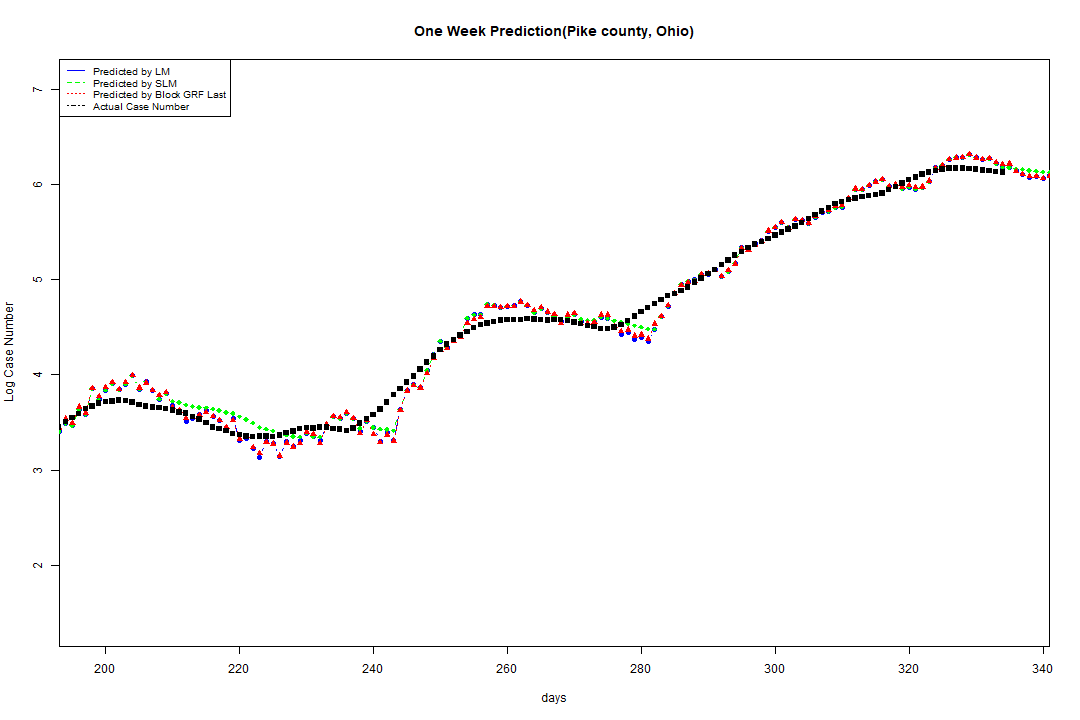 One Week Prediction(Pike county, Ohio)
Predicted by LM
Predicted by SLM
Predicted by Block GRF Last
Actual Case Number
7
6
5
4
3
2
Log Case Number
200 220 240 260 280 300 320 340
days